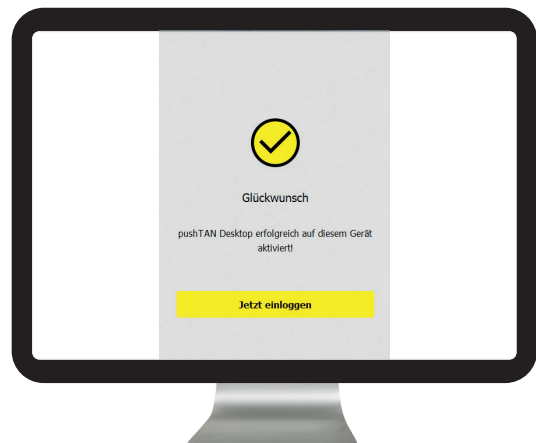 Glückwunsch
pushTAN Desktop erfolgreich auf diesem Gerät
aktiviert!
Jetzt einloggen